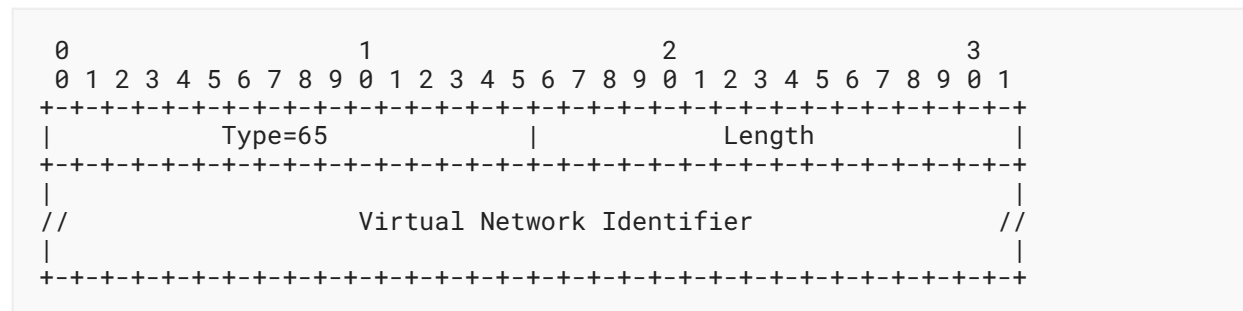 0                   1                   2                   3
 0 1 2 3 4 5 6 7 8 9 0 1 2 3 4 5 6 7 8 9 0 1 2 3 4 5 6 7 8 9 0 1
+-+-+-+-+-+-+-+-+-+-+-+-+-+-+-+-+-+-+-+-+-+-+-+-+-+-+-+-+-+-+-+-+
|           Type=65             |            Length             |
+-+-+-+-+-+-+-+-+-+-+-+-+-+-+-+-+-+-+-+-+-+-+-+-+-+-+-+-+-+-+-+-+
|                                                               |
//                   Virtual Network Identifier                //
|                                                               |
+-+-+-+-+-+-+-+-+-+-+-+-+-+-+-+-+-+-+-+-+-+-+-+-+-+-+-+-+-+-+-+-+